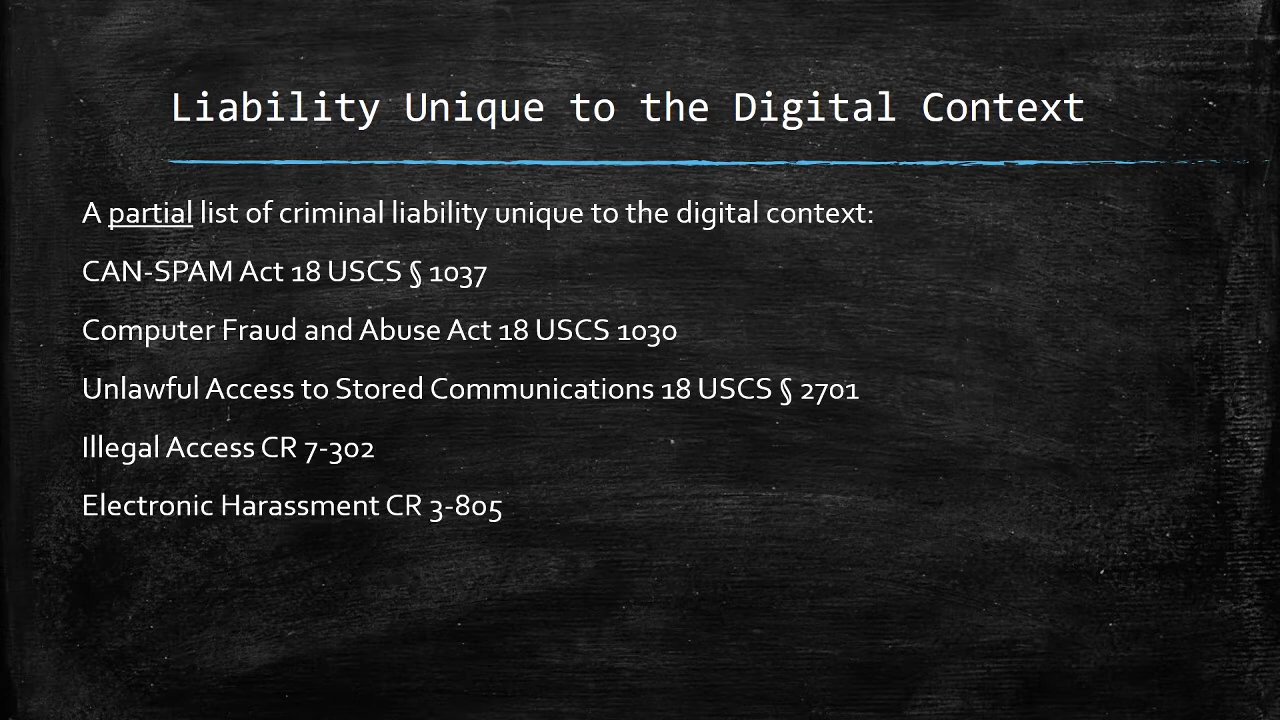 Liability Unique to the Digital Context
A partial list of criminal liability unique to the digital context:
CAN-SPAM Act 18 USCS § 1037
Computer Fraud and Abuse Act 18 USCS 1030
Unlawful Access to Stored Communications 18 USCS § 2701
Illegal Access CR 7-302
Electronic Harassment CR 3-805